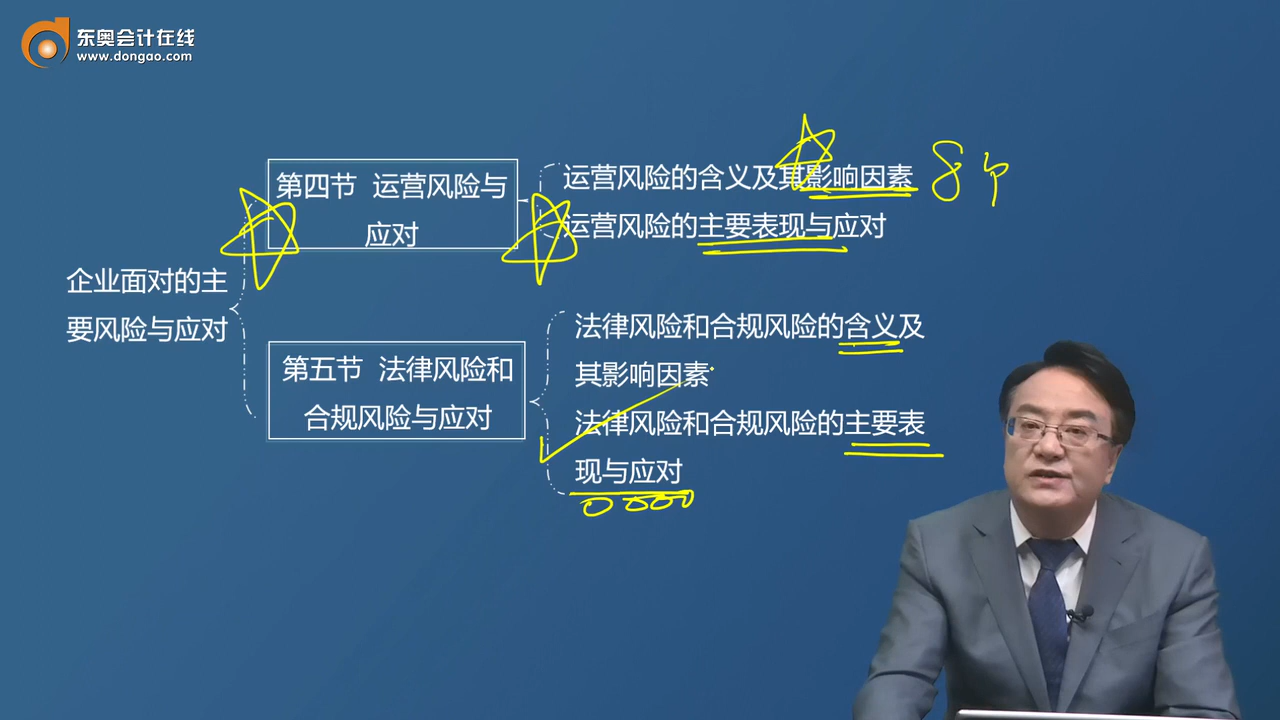 东奥会计在线
www.dongao.com
第四节 运营风险与
应对
运营风险的含义及其影响因素
8个
运营风险的主要表现与应对
企业面对的主
要风险与应对
第五节 法律风险和
合规风险与应对
法律风险和合规风险的含义及
其影响因素
法律风险和合规风险的主要表
现与应对